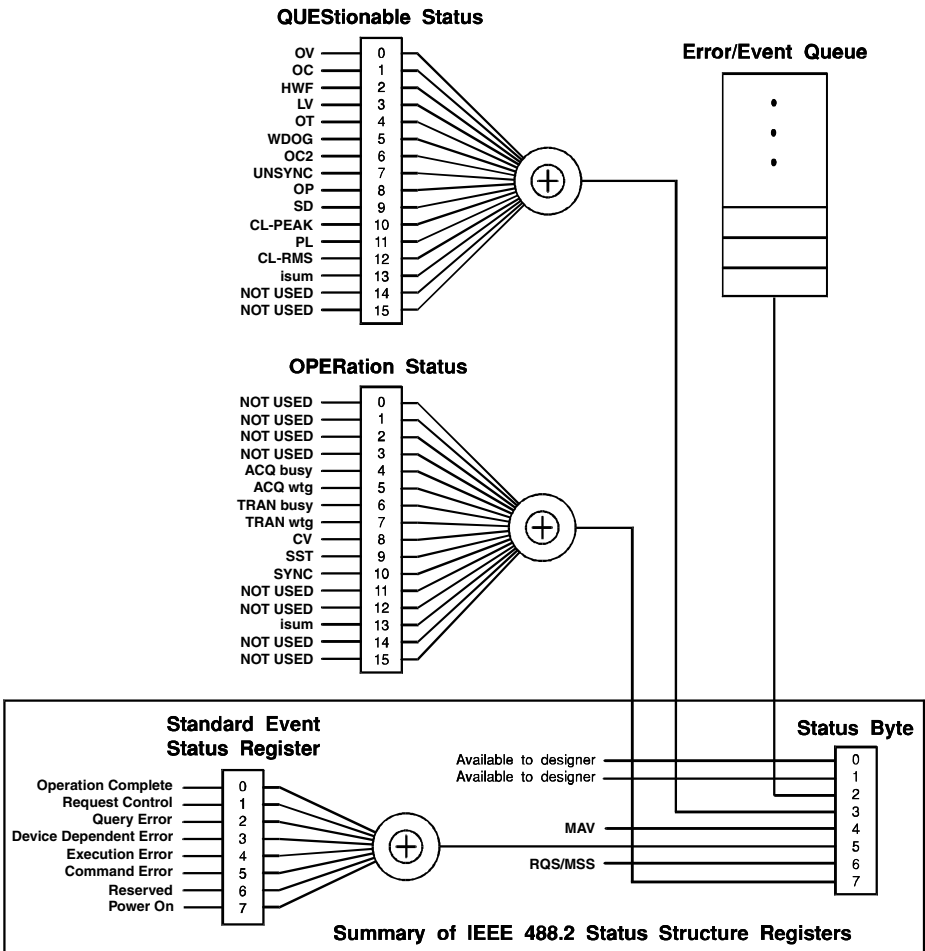 QUEStionable Status
OV 0
OC 1
HWF 2
LV 3
OT 4
WDOG 5
OC2 6
UNSYNC 7
OP 8
SD 9
CL-PEAK 10
PL 11
CL-RMS 12
isum 13
NOT USED 14
NOT USED 15
Error/Event Queue
OPERation Status
NOT USED 0
NOT USED 1
NOT USED 2
NOT USED 3
ACQ busy 4
ACQ wtg 5
TRAN busy 6
TRAN wtg 7
CV 8
SST 9
SYNC 10
NOT USED 11
NOT USED 12
isum 13
NOT USED 14
NOT USED 15
Standard Event
Status Register
Operation Complete 0
Request Control 1
Query Error 2
Device Dependent Error 3
Execution Error 4
Command Error 5
Reserved 6
Power On 7
Status Byte
Available to designer 0
Available to designer 1
2
3
MAV 4
5
RQS/MSS 6
7
Summary of IEEE 488.2 Status Structure Registers